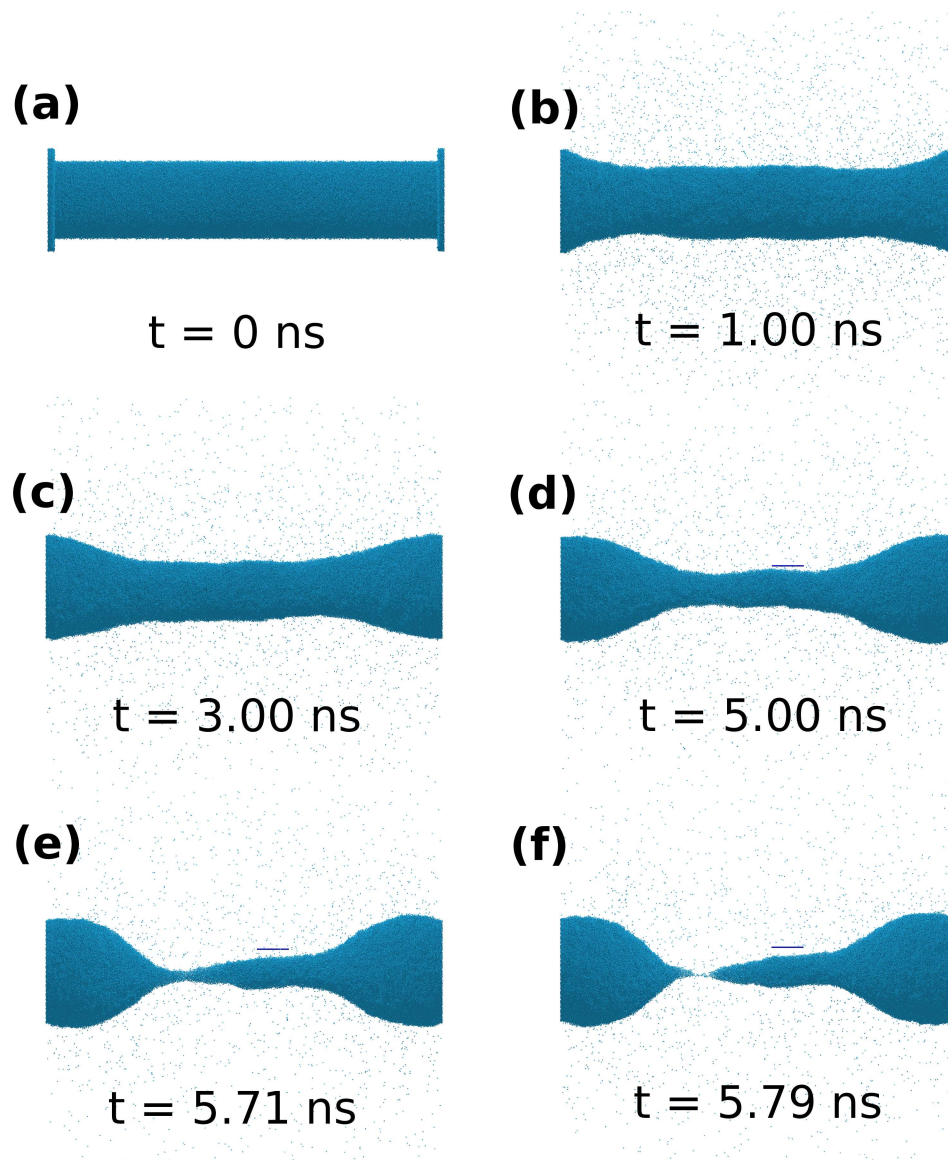 (a)
t = 0 ns
(b)
t = 1.00 ns
(c)
t = 3.00 ns
(d)
t = 5.00 ns
(e)
t = 5.71 ns
(f)
t = 5.79 ns